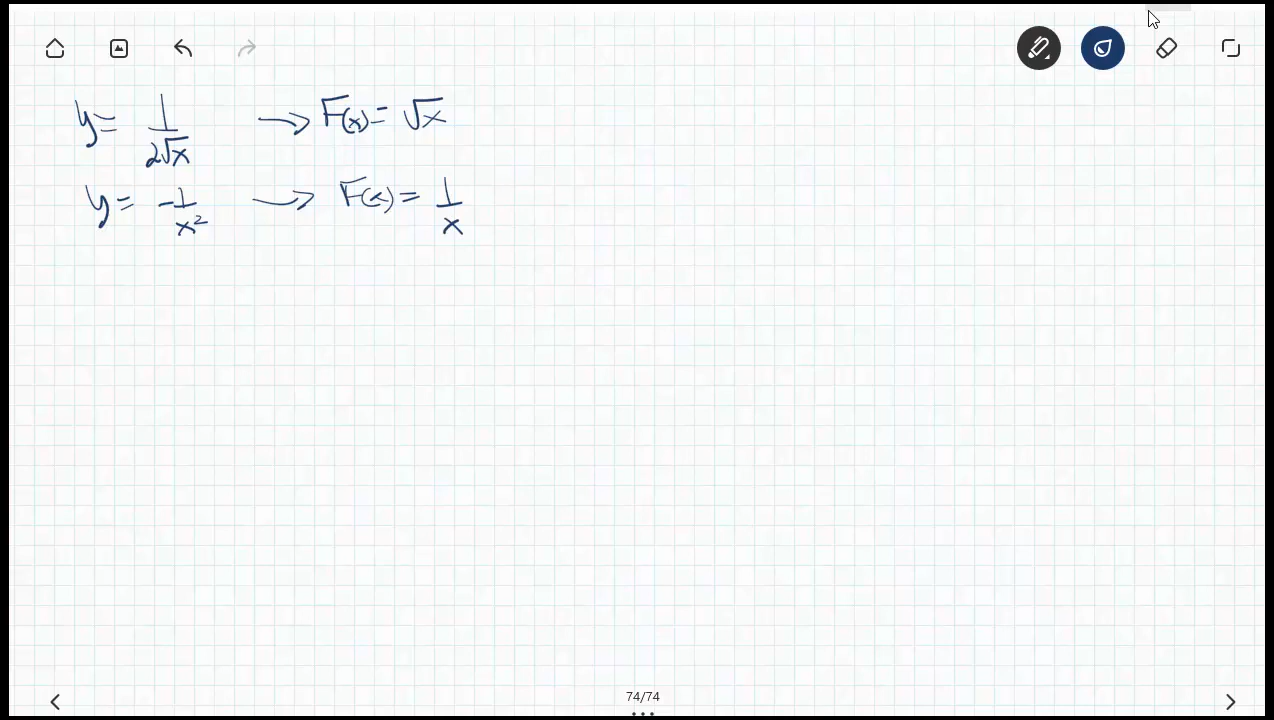 y = 1/(2√x) → F(x) = √x
y = -1/x² → F(x) = 1/x
74/74